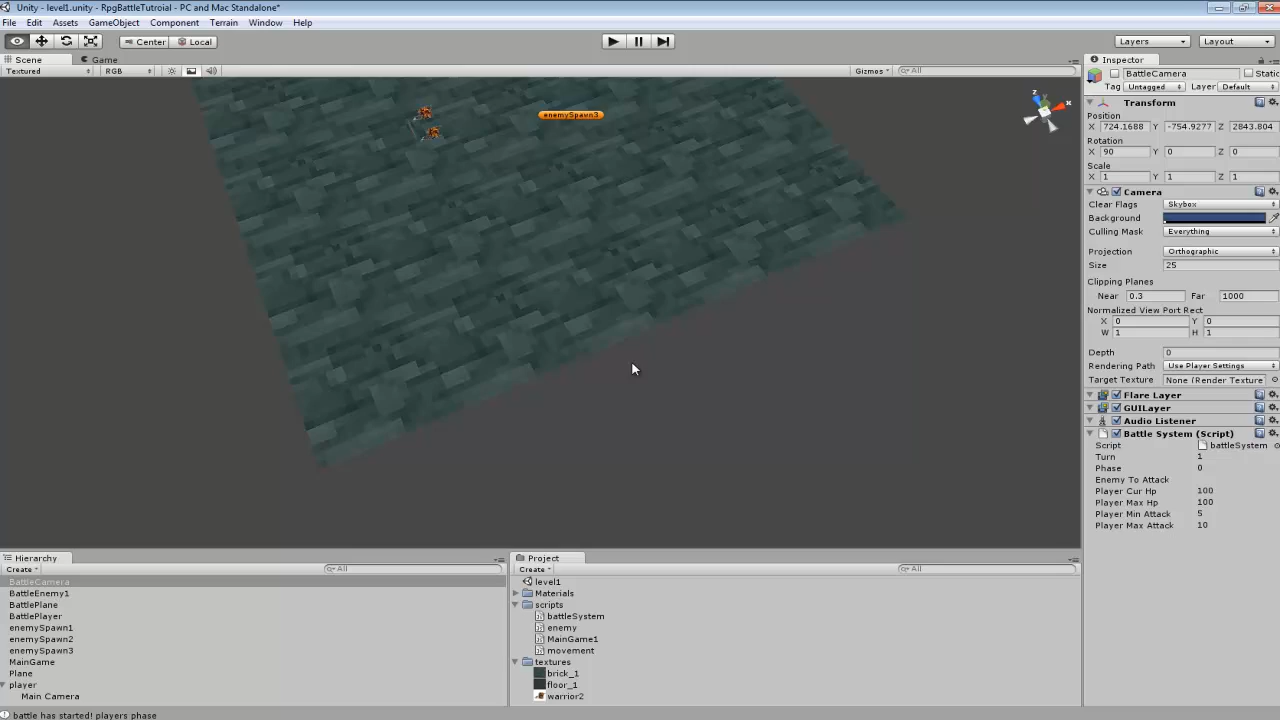 Unity - level1.unity - RpgBattleTutroial - PC and Mac Standalone*
File Edit Assets GameObject Component Terrain Window Help
Center Local Layers Layout
Scene Game
Textured RGB Gizmos All
enemySpawn3
z x
Inspector
BattleCamera Static
Tag Untagged Layer Default
Transform
Position
X 724.1688 Y -754.9277 Z 2843.804
Rotation
X 90 Y 0 Z 0
Scale
X 1 Y 1 Z 1
Camera
Clear Flags Skybox
Background
Culling Mask Everything
Projection Orthographic
Size 25
Clipping Planes
Near 0.3 Far 1000
Normalized View Port Rect
X 0 Y 0
W 1 H 1
Depth 0
Rendering Path Use Player Settings
Target Texture None (Render Texture
Flare Layer
GUILayer
Audio Listener
Battle System (Script)
Script battleSystem
Turn 1
Phase 0
Enemy To Attack
Player Cur Hp 100
Player Max Hp 100
Player Min Attack 5
Player Max Attack 10
Hierarchy
Create All
BattleCamera
BattleEnemy1
BattlePlane
BattlePlayer
enemySpawn1
enemySpawn2
enemySpawn3
MainGame
Plane
player
Main Camera
Project
Create All
level1
Materials
scripts
battleSystem
enemy
MainGame1
movement
textures
brick_1
floor_1
warrior2
battle has started! players phase